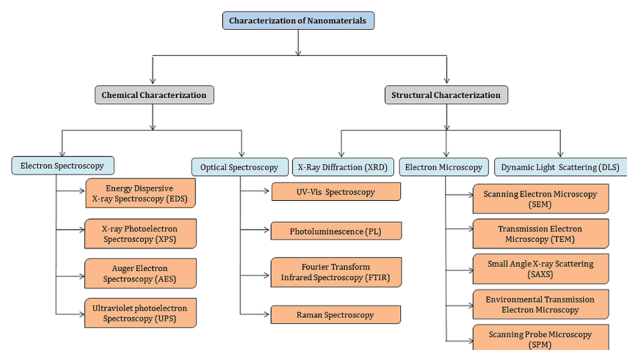 Characterization of Nanomaterials
Chemical Characterization
Structural Characterization
Electron Spectroscopy
Optical Spectroscopy
X-Ray Diffraction (XRD)
Electron Microscopy
Dynamic Light Scattering (DLS)
Energy Dispersive
X-ray Spectroscopy (EDS)
X-ray Photoelectron
Spectroscopy (XPS)
Auger Electron
Spectroscopy (AES)
Ultraviolet photoelectron
Spectroscopy (UPS)
UV-Vis Spectroscopy
Photoluminescence (PL)
Fourier Transform
Infrared Spectroscopy (FTIR)
Raman Spectroscopy
Scanning Electron Microscopy
(SEM)
Transmission Electron
Microscopy (TEM)
Small Angle X-ray Scattering
(SAXS)
Environmental Transmission
Electron Microscopy
Scanning Probe Microscopy
(SPM)